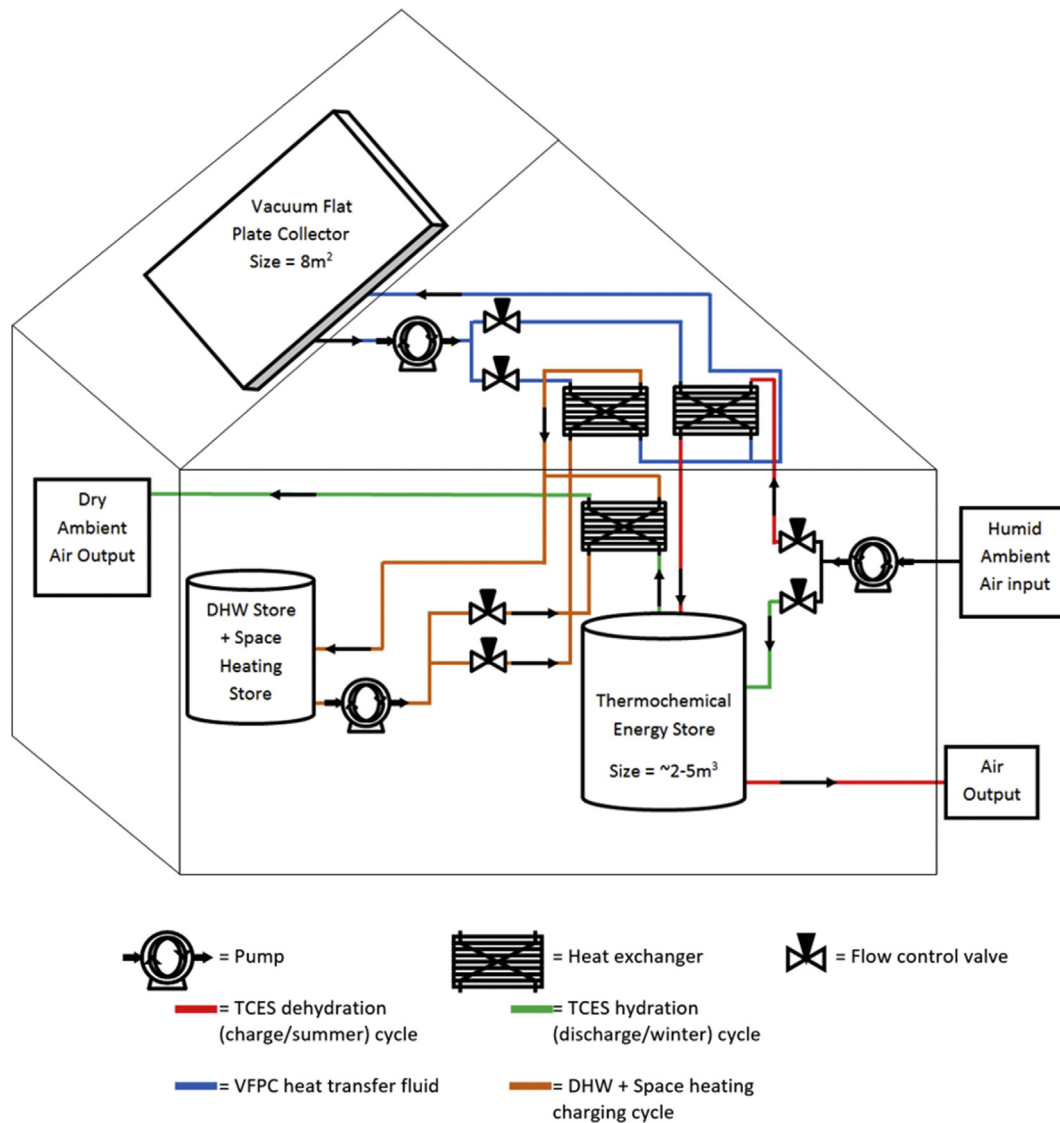 Vacuum Flat
Plate Collector
Size = 8m²
Dry
Ambient
Air Output
Humid
Ambient
Air input
DHW Store
+ Space
Heating
Store
Thermochemical
Energy Store
Size = ~2-5m³
Air
Output
= Pump
= Heat exchanger
= Flow control valve
= TCES dehydration
(charge/summer) cycle
= TCES hydration
(discharge/winter) cycle
= VFPC heat transfer fluid
= DHW + Space heating
charging cycle